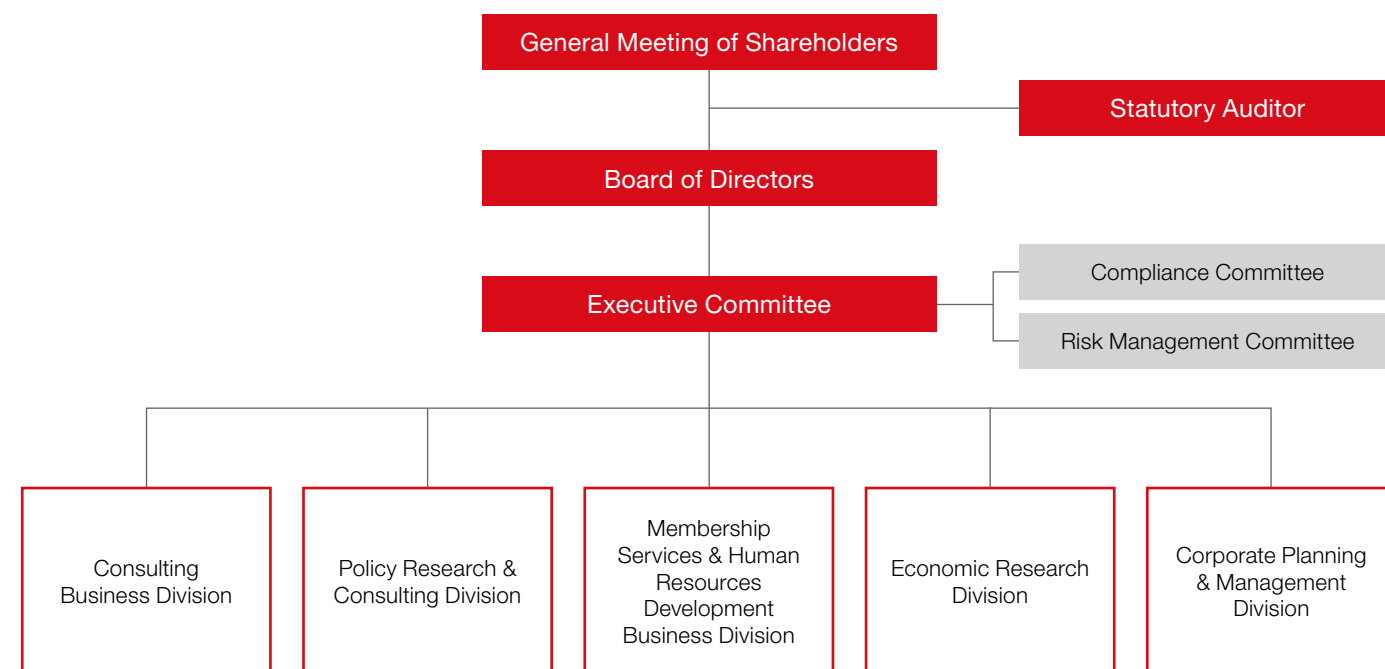 General Meeting of Shareholders
Statutory Auditor
Board of Directors
Compliance Committee
Executive Committee
Risk Management Committee
Consulting
Business Division
Policy Research &
Consulting Division
Membership
Services & Human
Resources
Development
Business Division
Economic Research
Division
Corporate Planning
& Management
Division